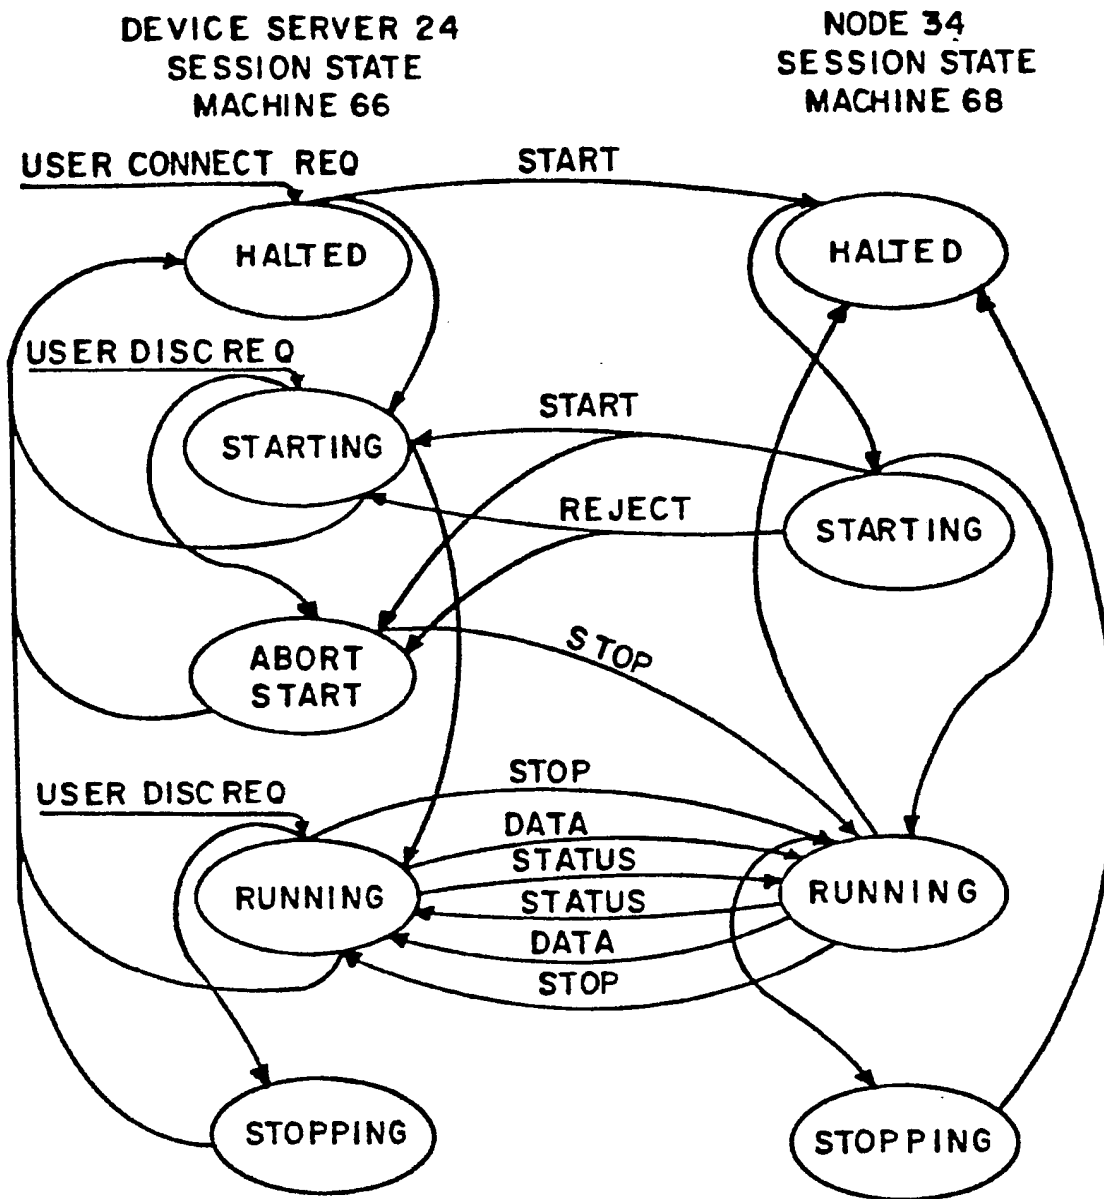 DEVICE SERVER 24
SESSION STATE
MACHINE 66
NODE 34
SESSION STATE
MACHINE 68
USER CONNECT REQ
START
HALTED
HALTED
USER DISC REQ
START
STARTING
REJECT
STARTING
ABORT
START
STOP
USER DISC REQ
STOP
DATA
STATUS
RUNNING
STATUS
RUNNING
DATA
STOP
STOPPING
STOPPING